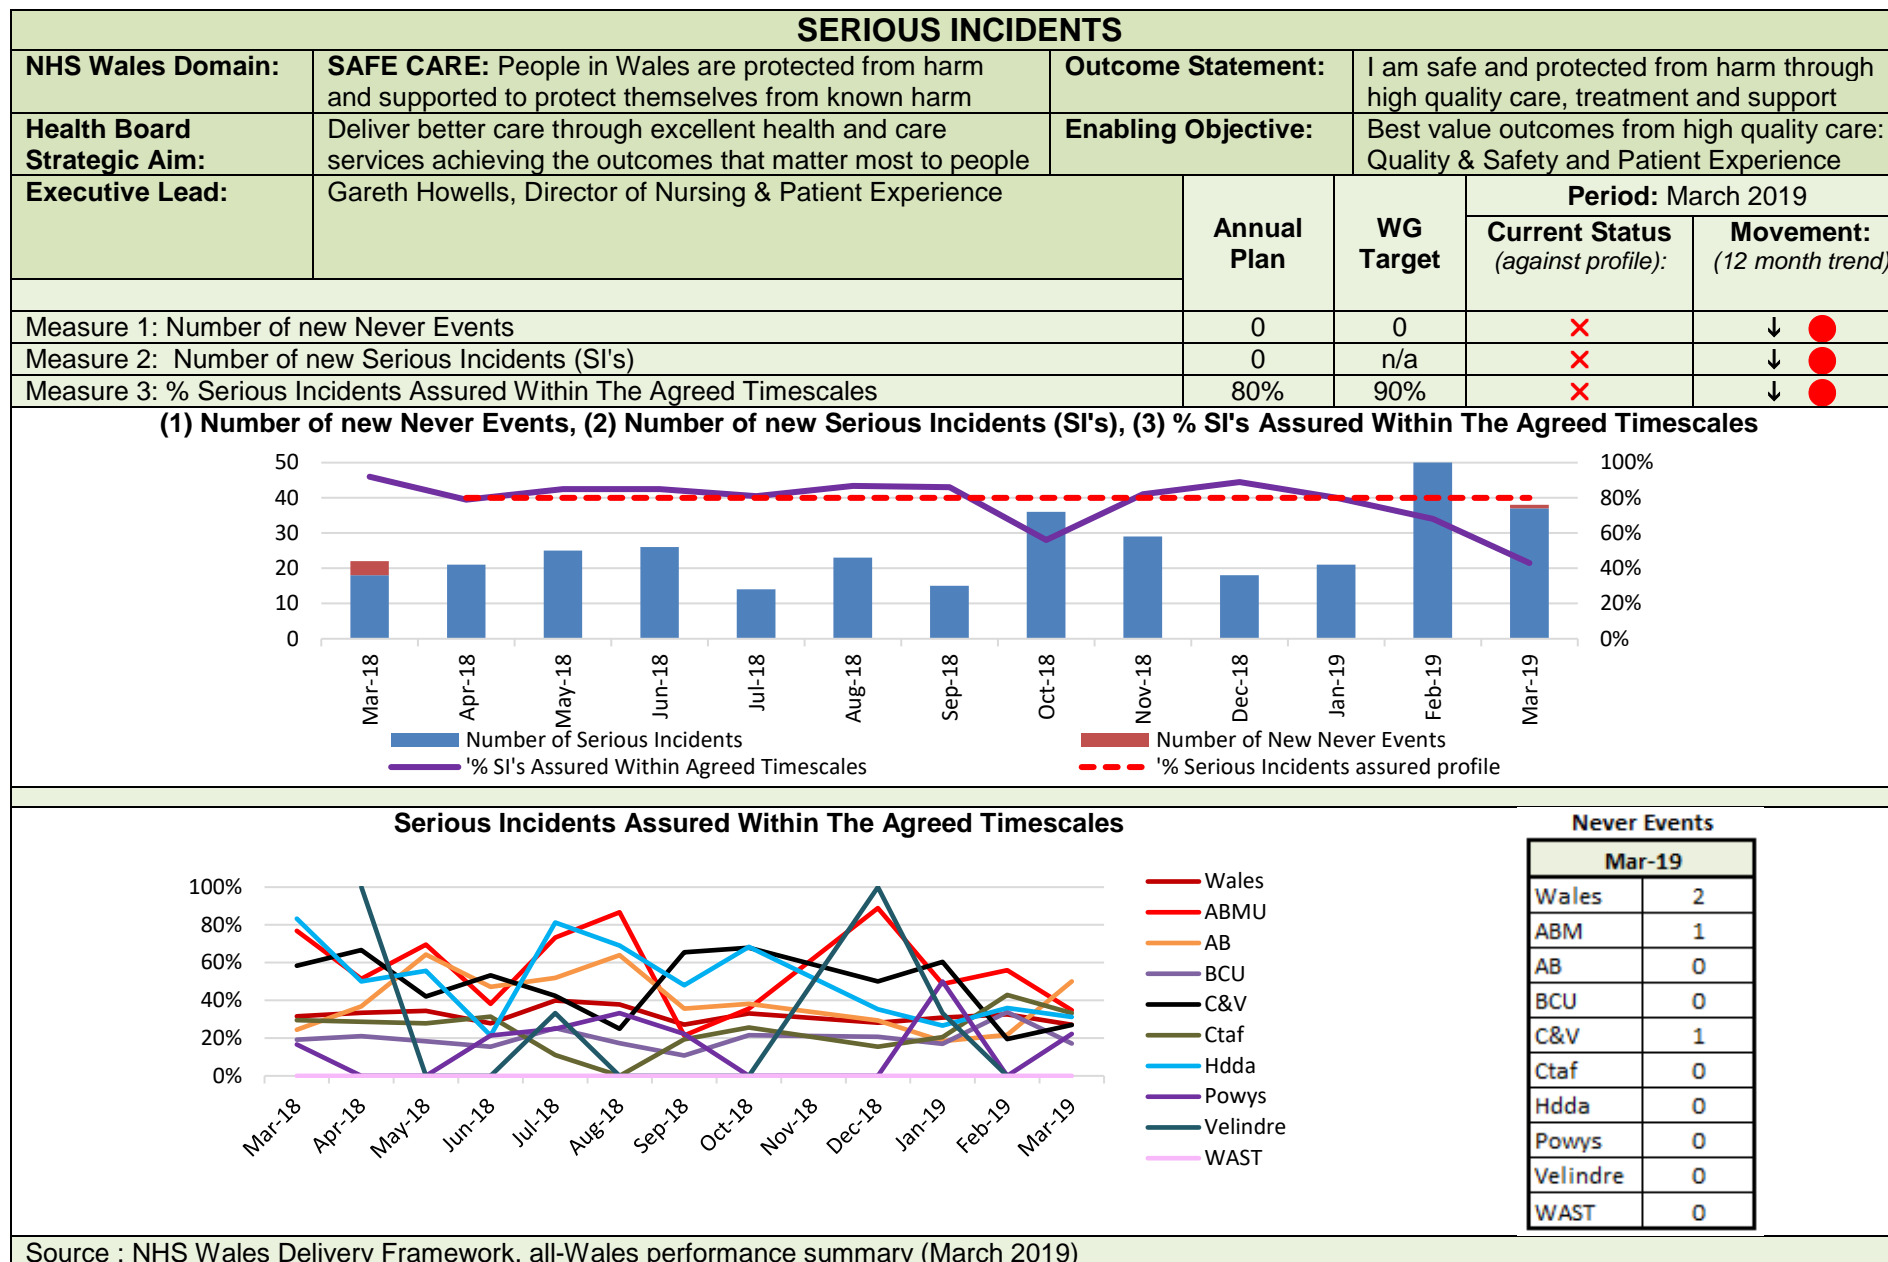 SERIOUS INCIDENTS
NHS Wales Domain:
SAFE CARE: People in Wales are protected from harm
and supported to protect themselves from known harm
Outcome Statement:
I am safe and protected from harm through
high quality care, treatment and support
Health Board
Strategic Aim:
Deliver better care through excellent health and care
services achieving the outcomes that matter most to people
Enabling Objective:
Best value outcomes from high quality care:
Quality & Safety and Patient Experience
Executive Lead:
Gareth Howells, Director of Nursing & Patient Experience
Annual
Plan
WG
Target
Period: March 2019
Current Status
(against profile):
Movement:
(12 month trend)
Measure 1: Number of new Never Events 0 0 ✕ ↓
Measure 2:  Number of new Serious Incidents (SI's) 0 n/a ✕ ↓
Measure 3: % Serious Incidents Assured Within The Agreed Timescales 80% 90% ✕ ↓
(1) Number of new Never Events, (2) Number of new Serious Incidents (SI's), (3) % SI's Assured Within The Agreed Timescales
50 100%
40 80%
30 60%
20 40%
10 20%
0 0%
Mar-18
Apr-18
May-18
Jun-18
Jul-18
Aug-18
Sep-18
Oct-18
Nov-18
Dec-18
Jan-19
Feb-19
Mar-19
Number of Serious Incidents
Number of New Never Events
'% SI's Assured Within Agreed Timescales
'% Serious Incidents assured profile
Serious Incidents Assured Within The Agreed Timescales
100%
80%
60%
40%
20%
0%
Mar-18
Apr-18
May-18
Jun-18
Jul-18
Aug-18
Sep-18
Oct-18
Nov-18
Dec-18
Jan-19
Feb-19
Mar-19
Wales
ABMU
AB
BCU
C&V
Ctaf
Hdda
Powys
Velindre
WAST
Never Events
Mar-19
Wales 2
ABM 1
AB 0
BCU 0
C&V 1
Ctaf 0
Hdda 0
Powys 0
Velindre 0
WAST 0
Source : NHS Wales Delivery Framework, all-Wales performance summary (March 2019)